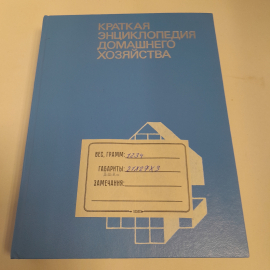 КРАТКАЯ
ЭНЦИКЛОПЕДИЯ
ДОМАШНЕГО
ХОЗЯЙСТВА
ВЕС, ГРАММ:
ГАБАРИТЫ:
ЗАМЕЧАНИЯ: